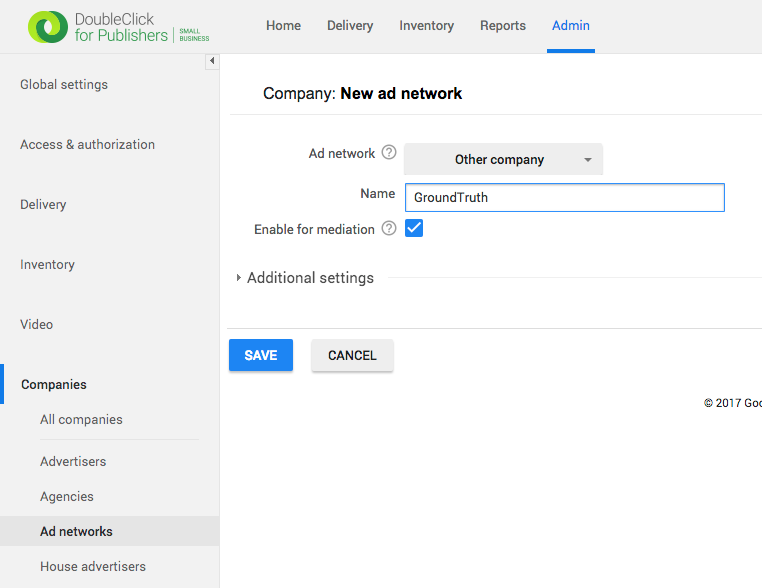 DoubleClick
for Publishers | SMALL BUSINESS
Home Delivery Inventory Reports Admin
Global settings
Access & authorization
Delivery
Inventory
Video
Companies
All companies
Advertisers
Agencies
Ad networks
House advertisers
Company: New ad network
Ad network ? Other company
Name GroundTruth
Enable for mediation ?
Additional settings
SAVE CANCEL
© 2017 Goo